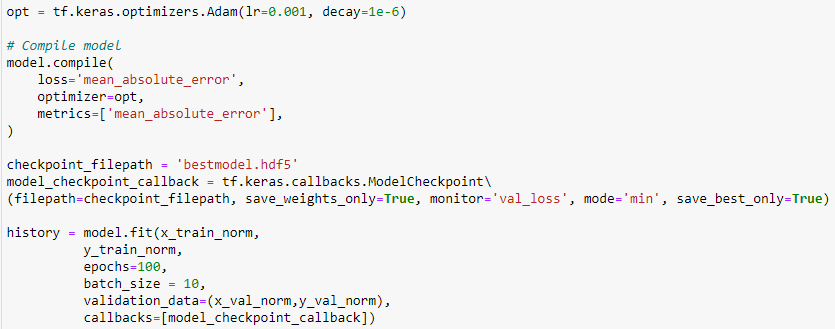 opt = tf.keras.optimizers.Adam(lr=0.001, decay=1e-6)
# Compile model
model.compile(
loss='mean_absolute_error',
optimizer=opt,
metrics=['mean_absolute_error'],
)
checkpoint_filepath = 'bestmodel.hdf5'
model_checkpoint_callback = tf.keras.callbacks.ModelCheckpoint\
(filepath=checkpoint_filepath, save_weights_only=True, monitor='val_loss', mode='min', save_best_only=True)
history = model.fit(x_train_norm,
y_train_norm,
epochs=100,
batch_size = 10,
validation_data=(x_val_norm,y_val_norm),
callbacks=[model_checkpoint_callback])